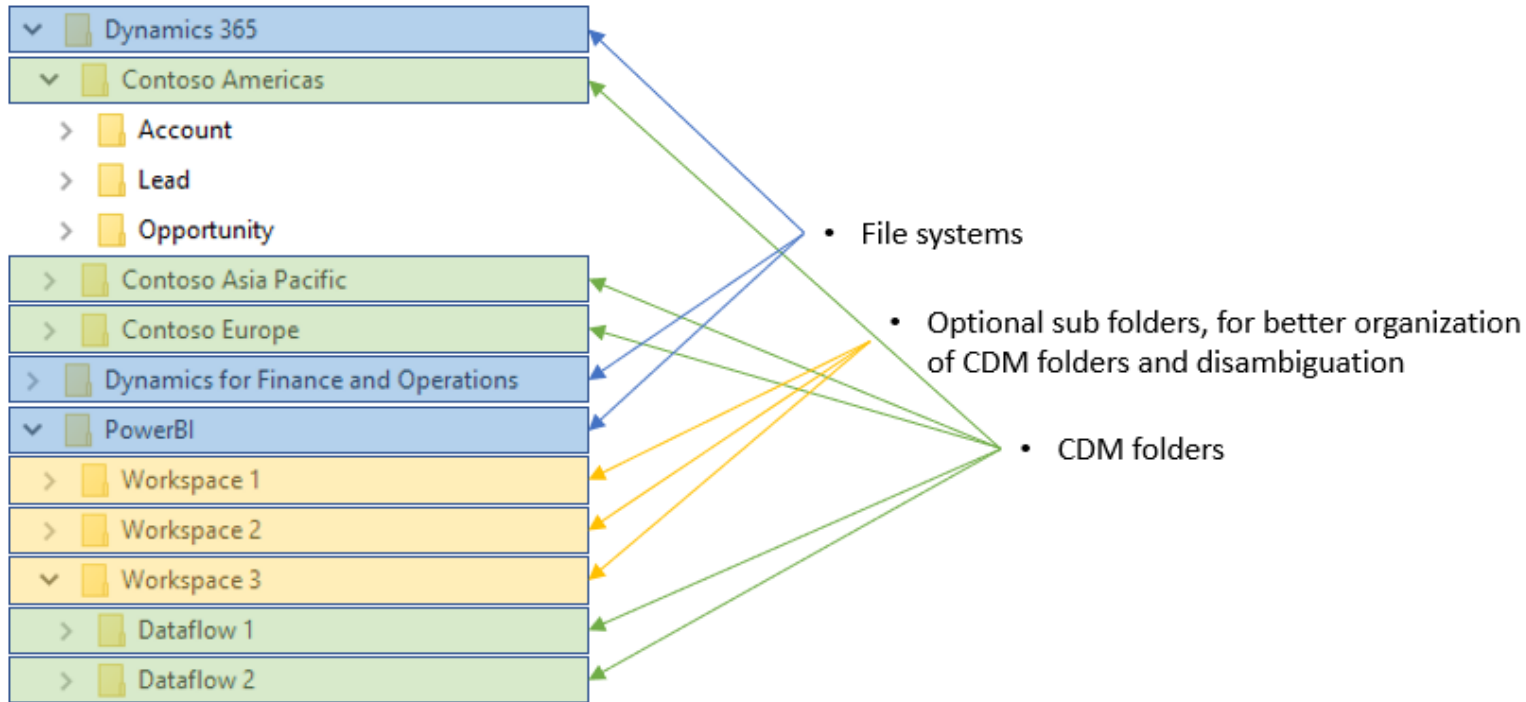 Dynamics 365
Contoso Americas
Account
Lead
Opportunity
Contoso Asia Pacific
Contoso Europe
Dynamics for Finance and Operations
PowerBI
Workspace 1
Workspace 2
Workspace 3
Dataflow 1
Dataflow 2
• File systems
• Optional sub folders, for better organization
of CDM folders and disambiguation
• CDM folders